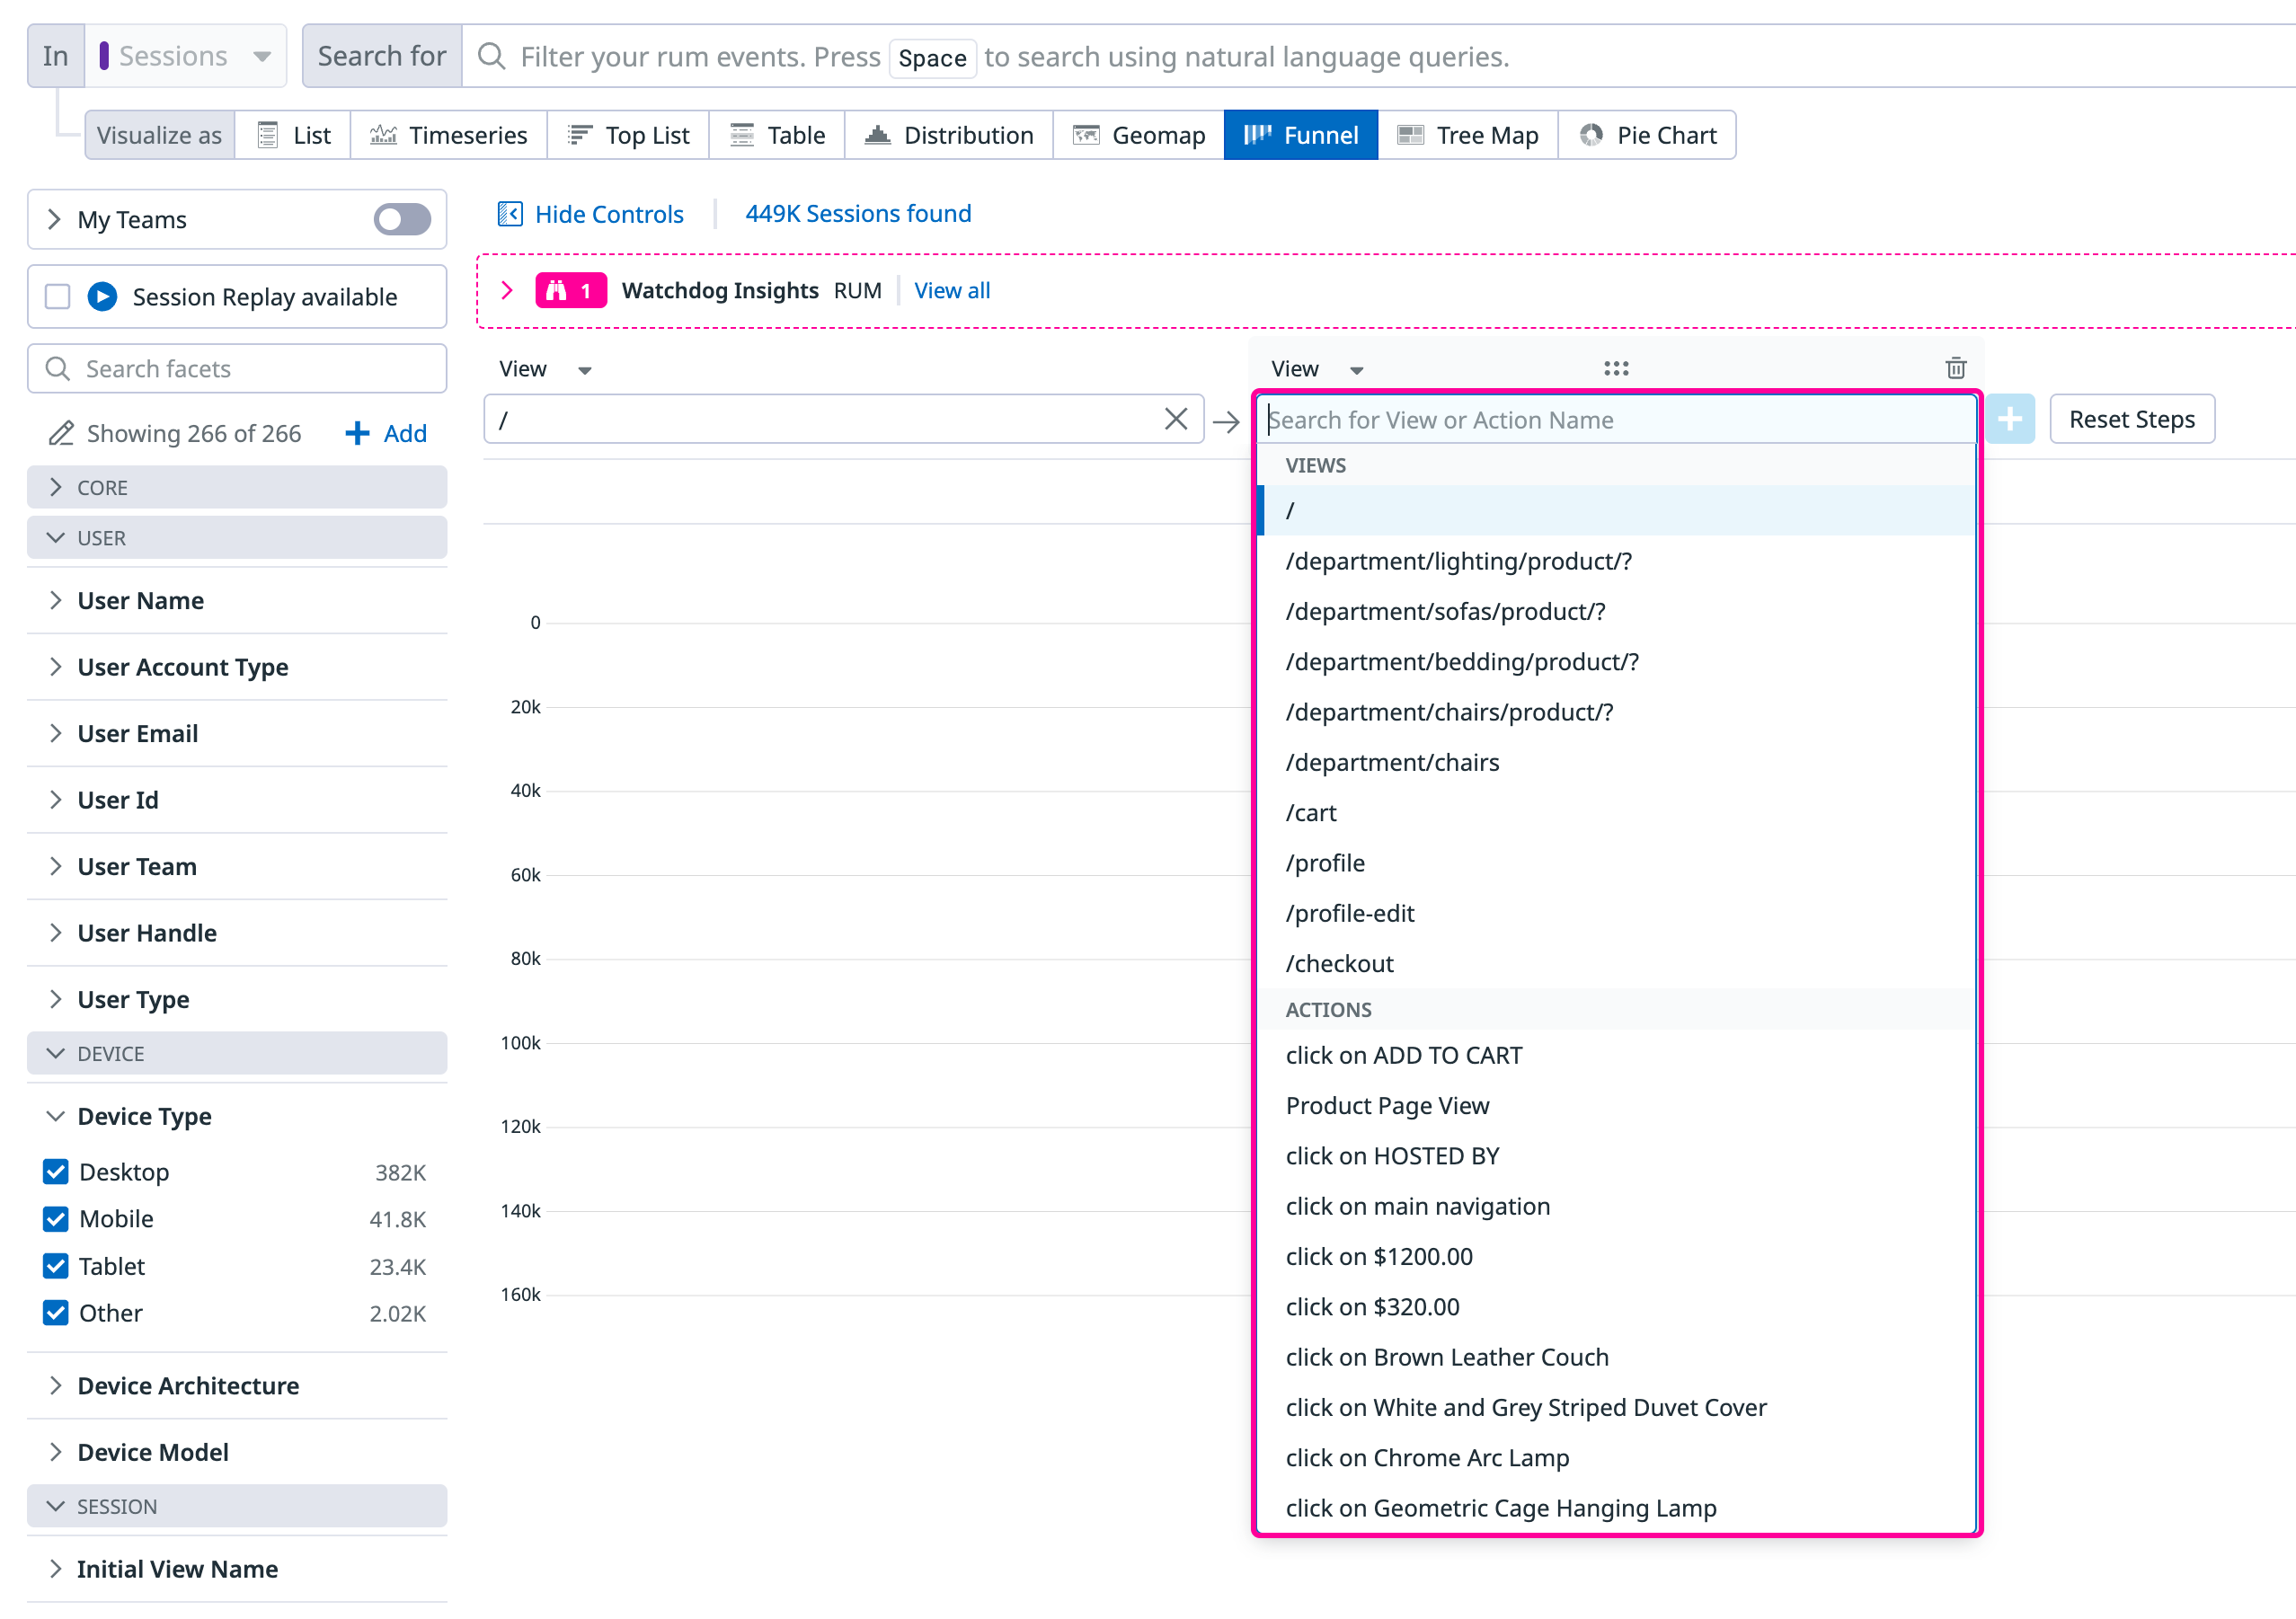 In Sessions Search for Filter your rum events. Press Space to search using natural language queries.
Visualize as List Timeseries Top List Table Distribution Geomap Funnel Tree Map Pie Chart
My Teams
Session Replay available
Search facets
Showing 266 of 266 Add
CORE
USER
User Name
User Account Type
User Email
User Id
User Team
User Handle
User Type
DEVICE
Device Type
Desktop 382K
Mobile 41.8K
Tablet 23.4K
Other 2.02K
Device Architecture
Device Model
SESSION
Initial View Name
Hide Controls 449K Sessions found
1 Watchdog Insights RUM View all
View
/
0
20k
40k
60k
80k
100k
120k
140k
160k
View
Search for View or Action Name
Reset Steps
VIEWS
/
/department/lighting/product/?
/department/sofas/product/?
/department/bedding/product/?
/department/chairs/product/?
/department/chairs
/cart
/profile
/profile-edit
/checkout
ACTIONS
click on ADD TO CART
Product Page View
click on HOSTED BY
click on main navigation
click on $1200.00
click on $320.00
click on Brown Leather Couch
click on White and Grey Striped Duvet Cover
click on Chrome Arc Lamp
click on Geometric Cage Hanging Lamp